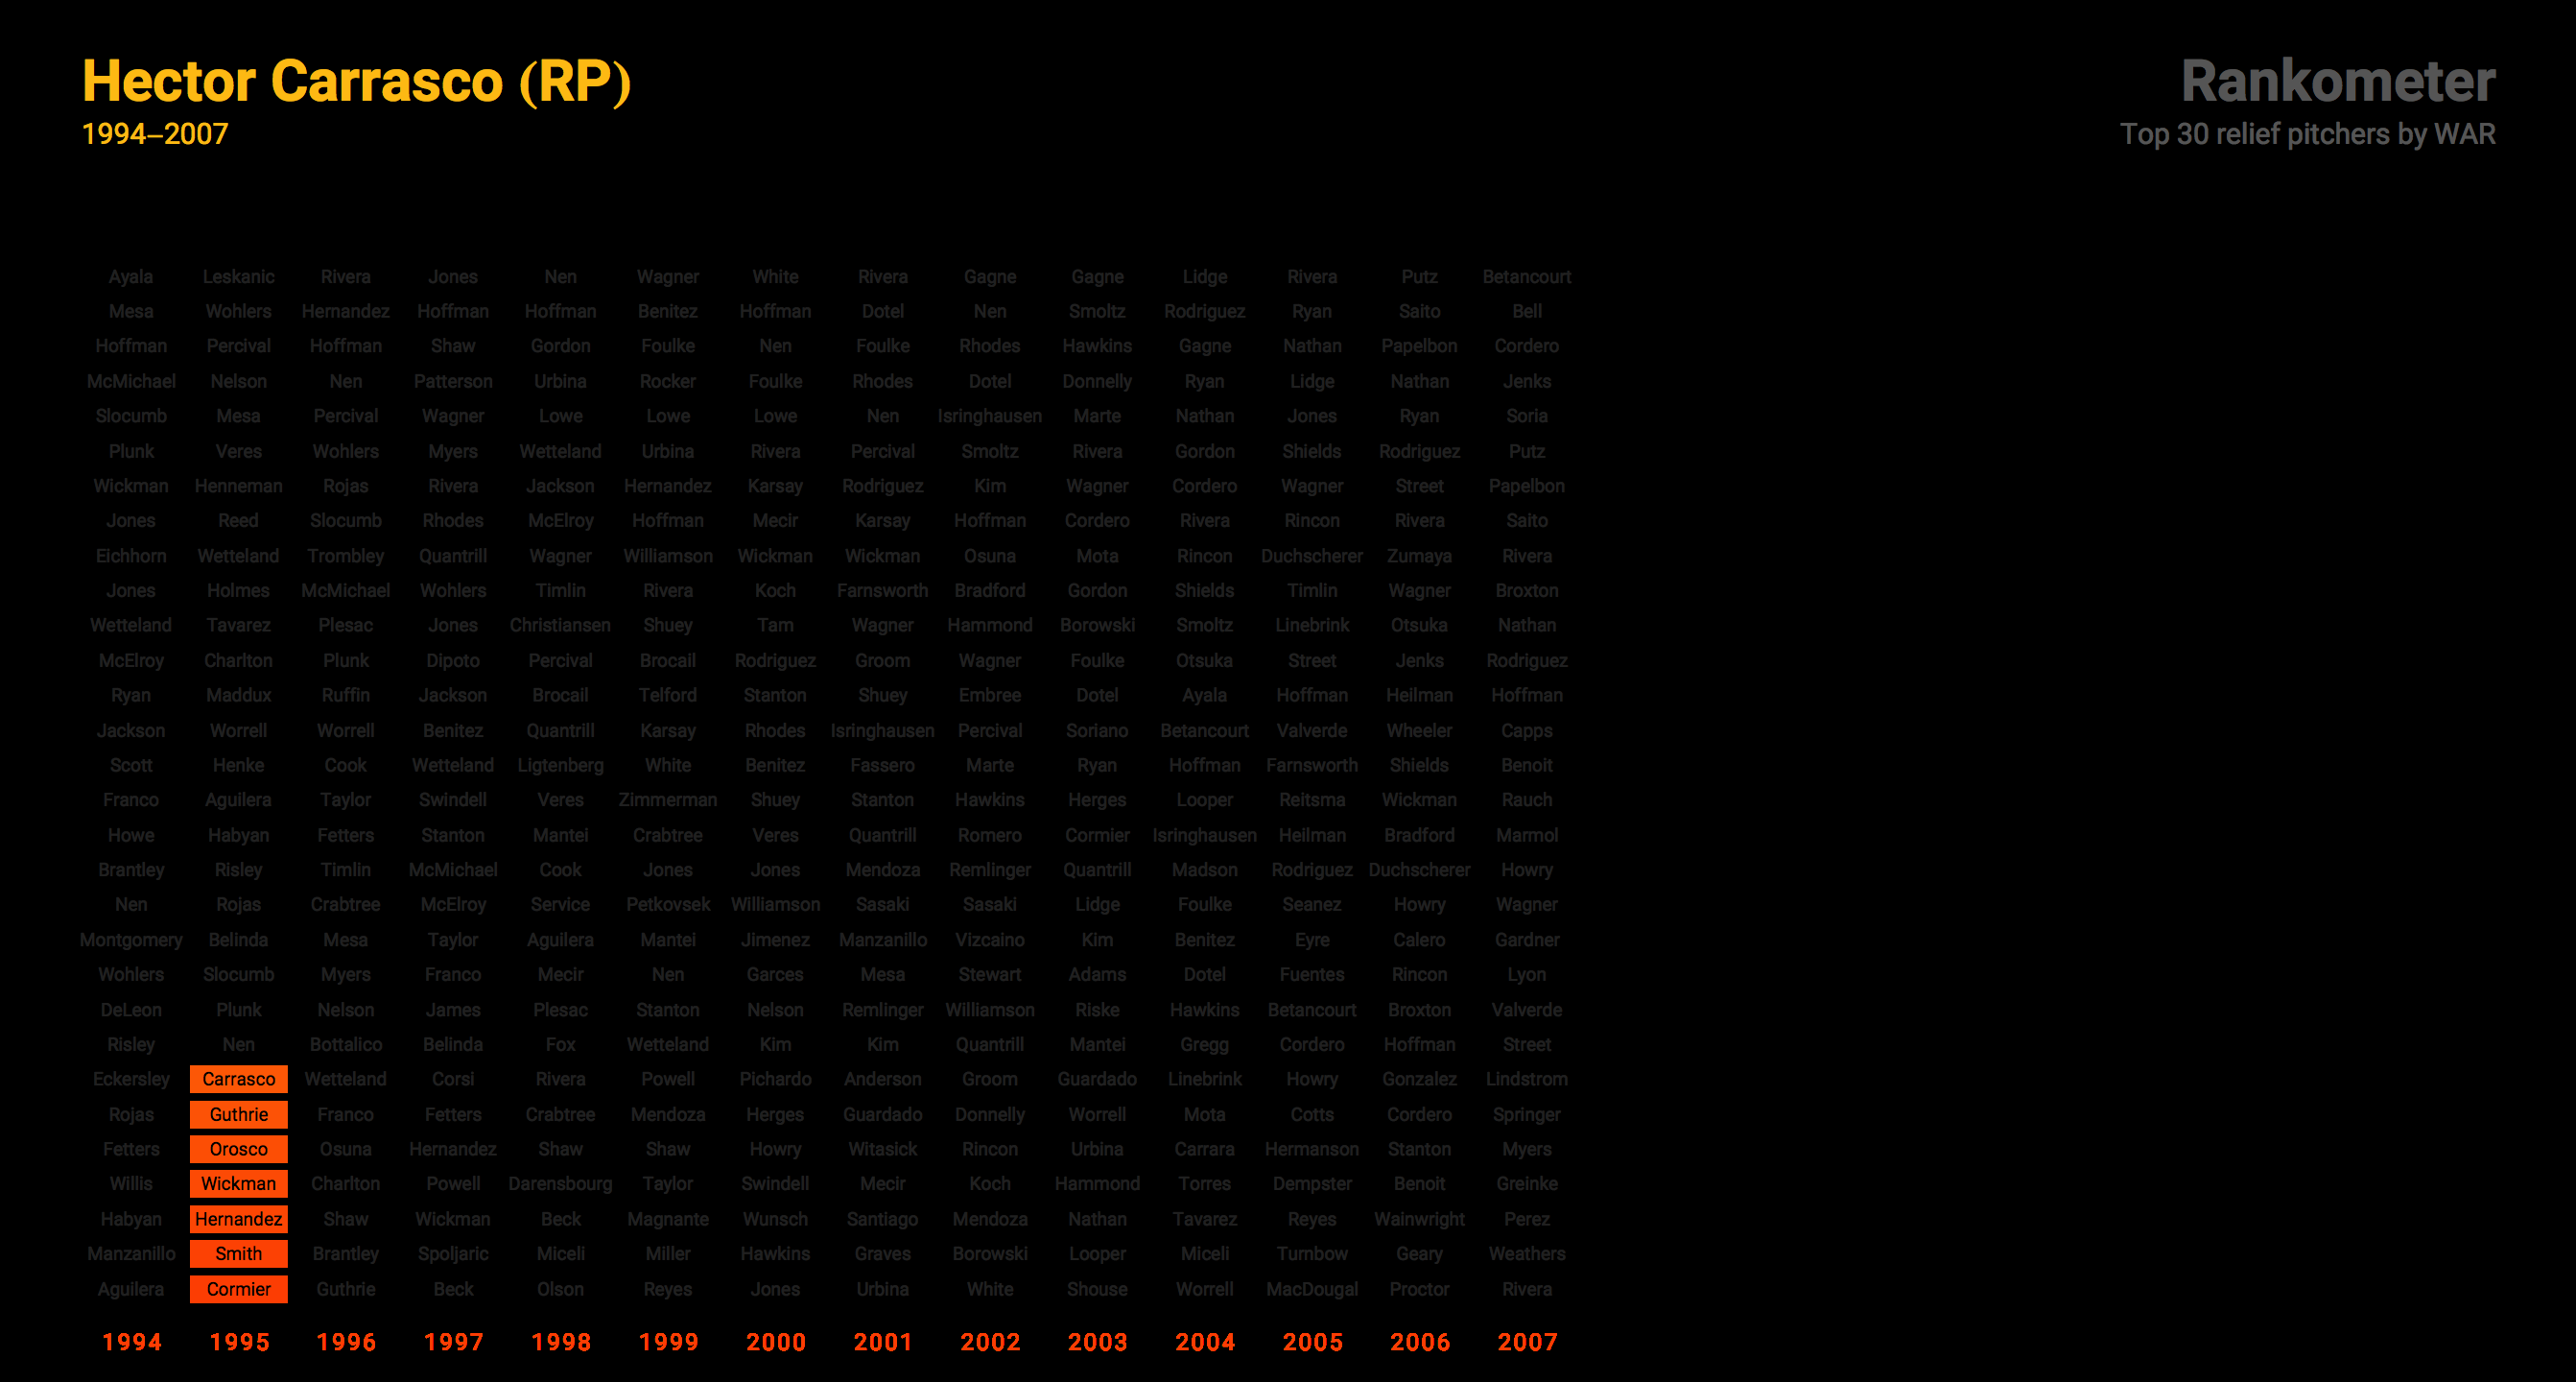 Hector Carrasco (RP)
1994–2007
Rankometer
Top 30 relief pitchers by WAR
Ayala Leskanic Rivera Jones Nen Wagner White Rivera Gagne Gagne Lidge Rivera Putz Betancourt
Mesa Wohlers Hernandez Hoffman Hoffman Benitez Hoffman Dotel Nen Smoltz Rodriguez Ryan Saito Bell
Hoffman Percival Hoffman Shaw Gordon Foulke Nen Foulke Rhodes Hawkins Gagne Nathan Papelbon Cordero
McMichael Nelson Nen Patterson Urbina Rocker Foulke Rhodes Dotel Donnelly Ryan Lidge Nathan Jenks
Slocumb Mesa Percival Wagner Lowe Lowe Lowe Nen Isringhausen Marte Nathan Jones Ryan Soria
Plunk Veres Wohlers Myers Wetteland Urbina Rivera Percival Smoltz Rivera Gordon Shields Rodriguez Putz
Wickman Henneman Rojas Rivera Jackson Hernandez Karsay Rodriguez Kim Wagner Cordero Wagner Street Papelbon
Jones Reed Slocumb Rhodes McElroy Hoffman Mecir Karsay Hoffman Cordero Rivera Rincon Rivera Saito
Eichhorn Wetteland Trombley Quantrill Wagner Williamson Wickman Wickman Osuna Mota Rincon Duchscherer Zumaya Rivera
Jones Holmes McMichael Wohlers Timlin Rivera Koch Farnsworth Bradford Gordon Shields Timlin Wagner Broxton
Wetteland Tavarez Plesac Jones Christiansen Shuey Tam Wagner Hammond Borowski Smoltz Linebrink Otsuka Nathan
McElroy Charlton Plunk Dipoto Percival Brocail Rodriguez Groom Wagner Foulke Otsuka Street Jenks Rodriguez
Ryan Maddux Ruffin Jackson Brocail Telford Stanton Shuey Embree Dotel Ayala Hoffman Heilman Hoffman
Jackson Worrell Worrell Benitez Quantrill Karsay Rhodes Isringhausen Percival Soriano Betancourt Valverde Wheeler Capps
Scott Henke Cook Wetteland Ligtenberg White Benitez Fassero Marte Ryan Hoffman Farnsworth Shields Benoit
Franco Aguilera Taylor Swindell Veres Zimmerman Shuey Stanton Hawkins Herges Looper Reitsma Wickman Rauch
Howe Habyan Fetters Stanton Mantei Crabtree Veres Quantrill Romero Cormier Isringhausen Heilman Bradford Marmol
Brantley Risley Timlin McMichael Cook Jones Jones Mendoza Remlinger Quantrill Madson Rodriguez Duchscherer Howry
Nen Rojas Crabtree McElroy Service Petkovsek Williamson Sasaki Sasaki Lidge Foulke Seanez Howry Wagner
Montgomery Belinda Mesa Taylor Aguilera Mantei Jimenez Manzanillo Vizcaino Kim Benitez Eyre Calero Gardner
Wohlers Slocumb Myers Franco Mecir Nen Garces Mesa Stewart Adams Dotel Fuentes Rincon Lyon
DeLeon Plunk Nelson James Plesac Stanton Nelson Remlinger Williamson Riske Hawkins Betancourt Broxton Valverde
Risley Nen Bottalico Belinda Fox Wetteland Kim Kim Quantrill Mantei Gregg Cordero Hoffman Street
Eckersley Carrasco Wetteland Corsi Rivera Powell Pichardo Anderson Groom Guardado Linebrink Howry Gonzalez Lindstrom
Rojas Guthrie Franco Fetters Crabtree Mendoza Herges Guardado Donnelly Worrell Mota Cotts Cordero Springer
Fetters Orosco Osuna Hernandez Shaw Shaw Howry Witasick Rincon Urbina Carrara Hermanson Stanton Myers
Willis Wickman Charlton Powell Darensbourg Taylor Swindell Mecir Koch Hammond Torres Dempster Benoit Greinke
Habyan Hernandez Shaw Wickman Beck Magnante Wunsch Santiago Mendoza Nathan Tavarez Reyes Wainwright Perez
Manzanillo Smith Brantley Spoljaric Miceli Miller Hawkins Graves Borowski Looper Miceli Turnbow Geary Weathers
Aguilera Cormier Guthrie Beck Olson Reyes Jones Urbina White Shouse Worrell MacDougal Proctor Rivera
1994 1995 1996 1997 1998 1999 2000 2001 2002 2003 2004 2005 2006 2007